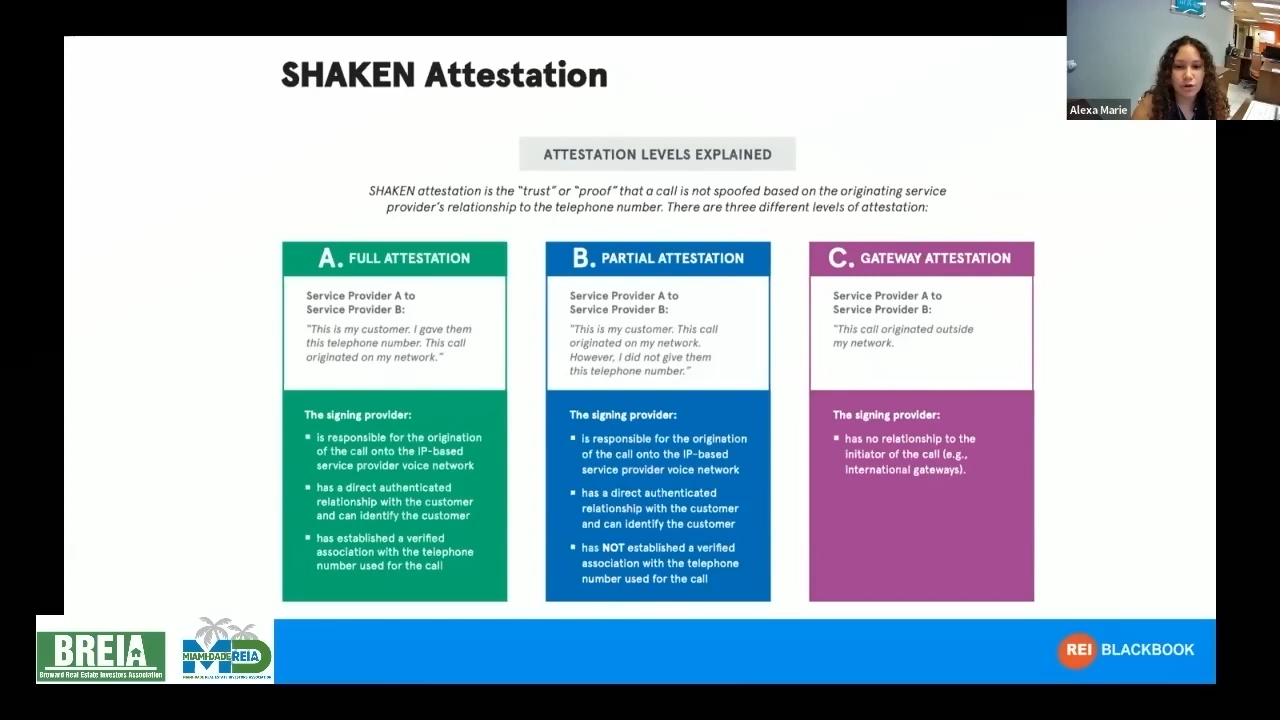 SHAKEN Attestation
Alexa Marie
ATTESTATION LEVELS EXPLAINED
SHAKEN attestation is the "trust" or "proof" that a call is not spoofed based on the originating service
provider's relationship to the telephone number. There are three different levels of attestation:
A. FULL ATTESTATION
Service Provider A to
Service Provider B:
"This is my customer. I gave them
this telephone number. This call
originated on my network."
The signing provider:
▪ is responsible for the origination
of the call onto the IP-based
service provider voice network
▪ has a direct authenticated
relationship with the customer
and can identify the customer
▪ has established a verified
association with the telephone
number used for the call
B. PARTIAL ATTESTATION
Service Provider A to
Service Provider B:
"This is my customer. This call
originated on my network.
However, I did not give them
this telephone number."
The signing provider:
▪ is responsible for the origination
of the call onto the IP-based
service provider voice network
▪ has a direct authenticated
relationship with the customer
and can identify the customer
▪ has NOT established a verified
association with the telephone
number used for the call
C. GATEWAY ATTESTATION
Service Provider A to
Service Provider B:
"This call originated outside
my network.
The signing provider:
▪ has no relationship to the
initiator of the call (e.g.,
International gateways).
BREIA
Broward Real Estate Investors Association
MIAMI-DADE REIA
MIAMI-DADE REAL ESTATE INVESTORS ASSOCIATION
REI BLACKBOOK